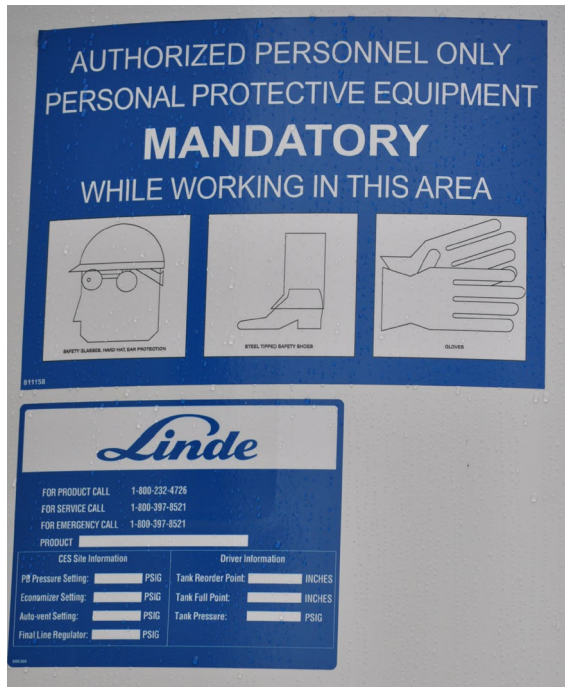 AUTHORIZED PERSONNEL ONLY
PERSONAL PROTECTIVE EQUIPMENT
MANDATORY
WHILE WORKING IN THIS AREA
SAFETY GLASSES, HARD HAT, EAR PROTECTION
STEEL TIPPED SAFETY SHOES
GLOVES
811158
Linde
FOR PRODUCT CALL 1-800-232-4726
FOR SERVICE CALL 1-800-397-8521
FOR EMERGENCY CALL 1-800-397-8521
PRODUCT
CES Site Information
PB Pressure Setting: PSIG
Economizer Setting: PSIG
Auto-vent Setting: PSIG
Final Line Regulator: PSIG
Driver Information
Tank Reorder Point: INCHES
Tank Full Point: INCHES
Tank Pressure: PSIG